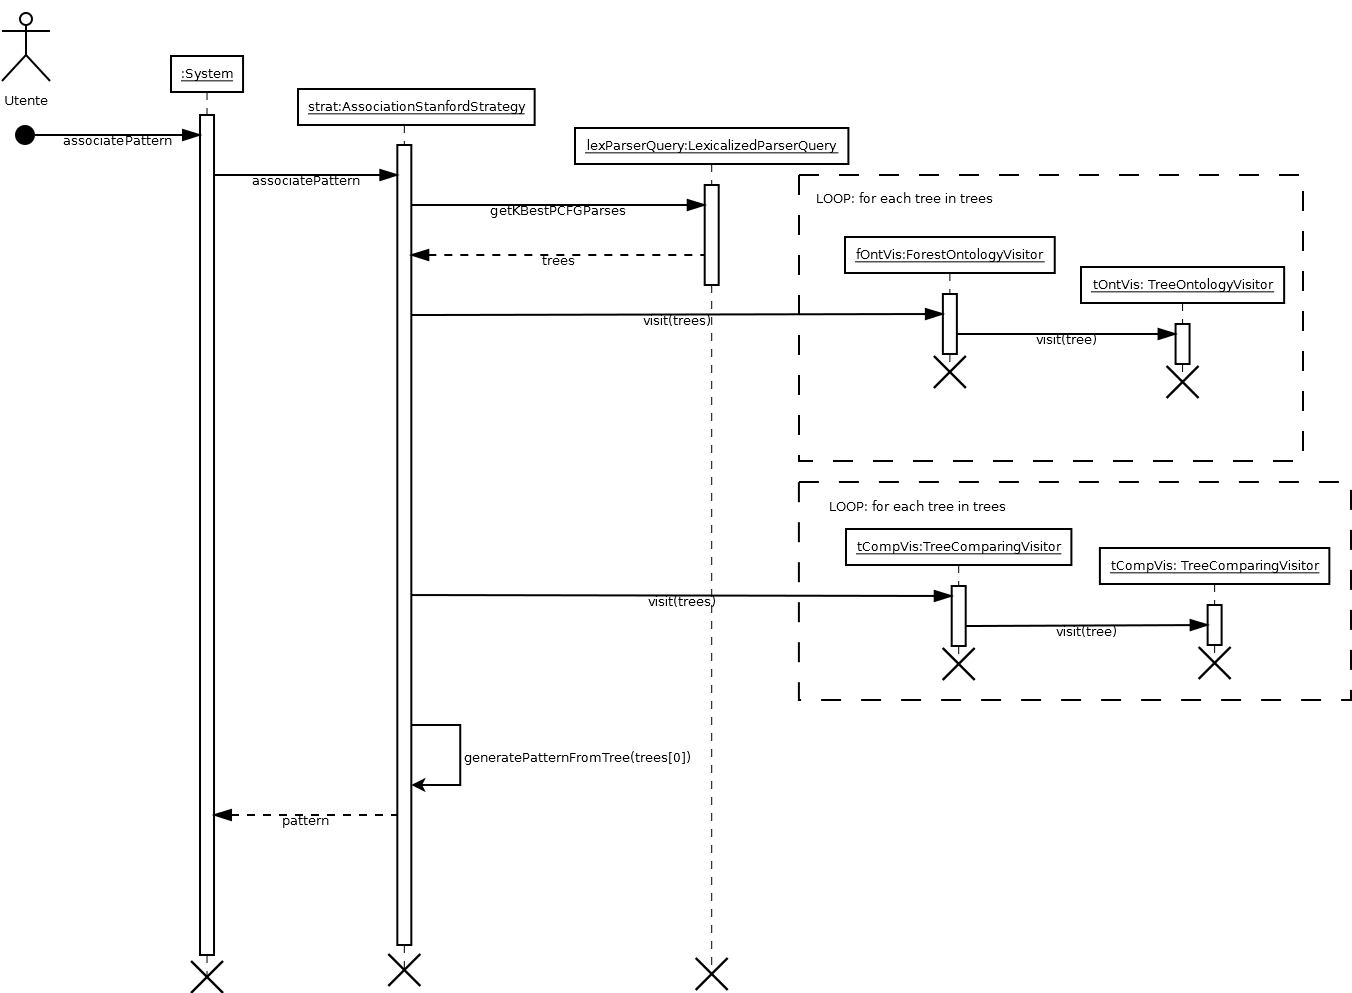 Utente
:System
strat:AssociationStanfordStrategy
lexParserQuery:LexicalizedParserQuery
associatePattern
associatePattern
getKBestPCFGParses
trees
LOOP: for each tree in trees
fOntVis:ForestOntologyVisitor
tOntVis: TreeOntologyVisitor
visit(trees)
visit(tree)
LOOP: for each tree in trees
tCompVis:TreeComparingVisitor
tCompVis: TreeComparingVisitor
visit(trees)
visit(tree)
generatePatternFromTree(trees[0])
pattern